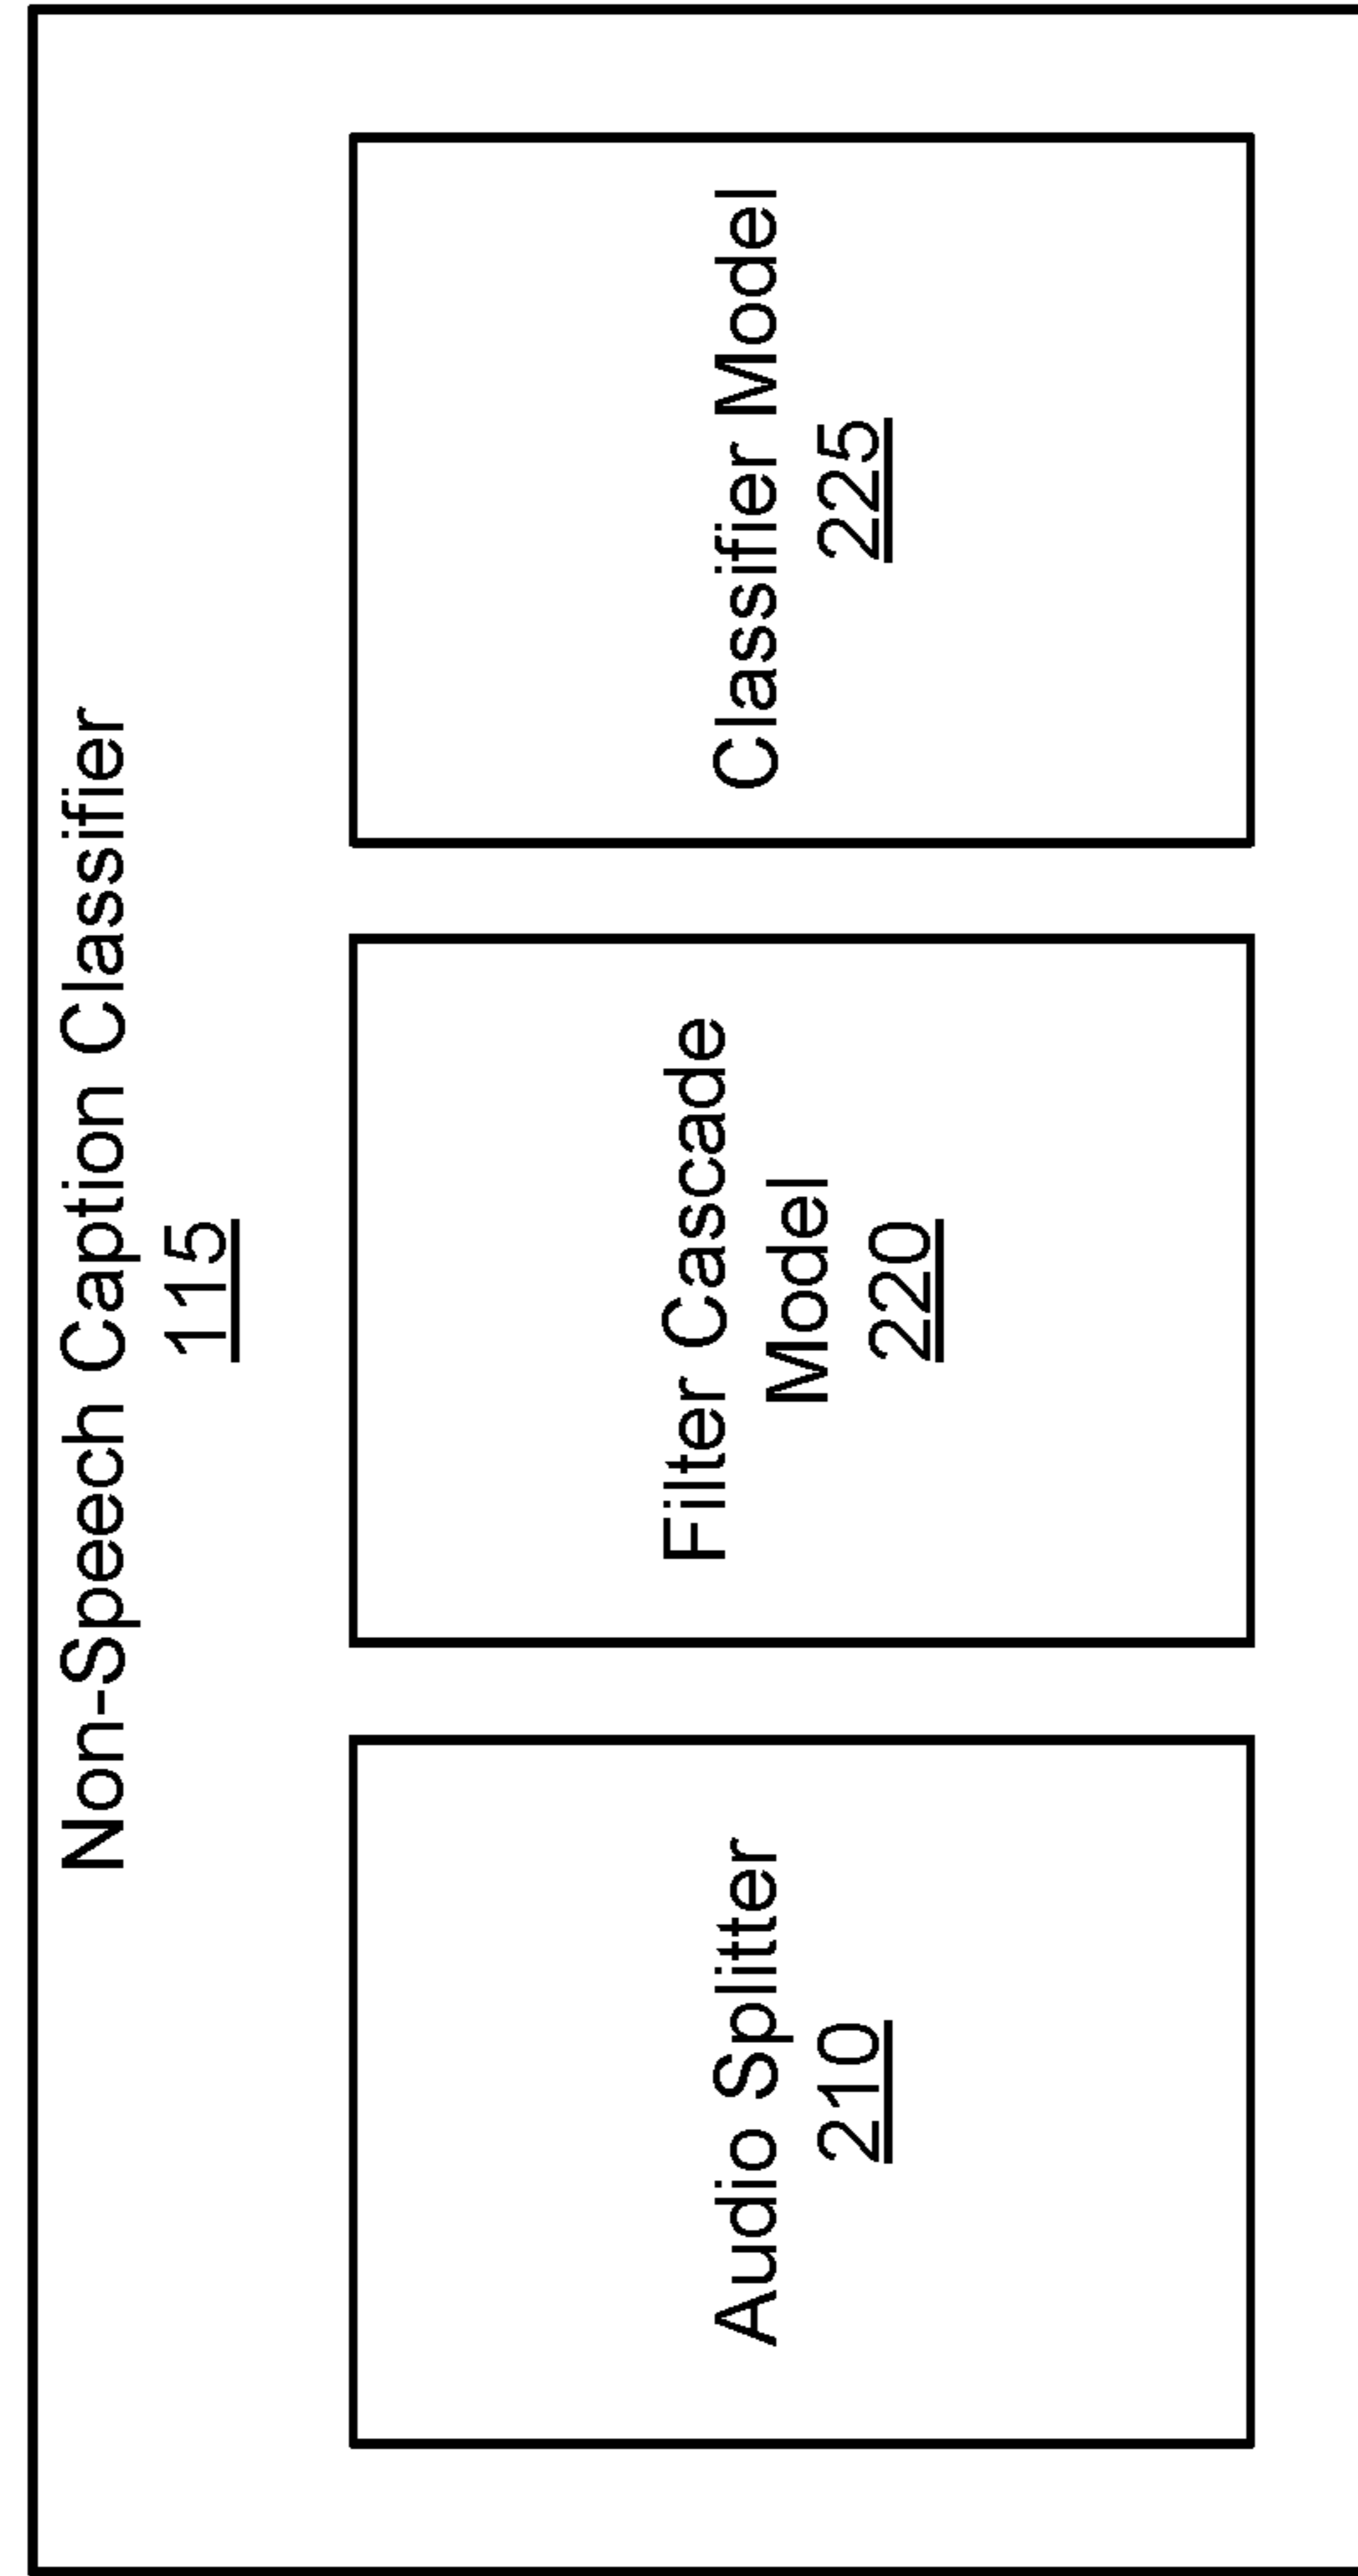 Non-Speech Caption Classifier
115
Audio Splitter
210
Filter Cascade
Model
220
Classifier Model
225